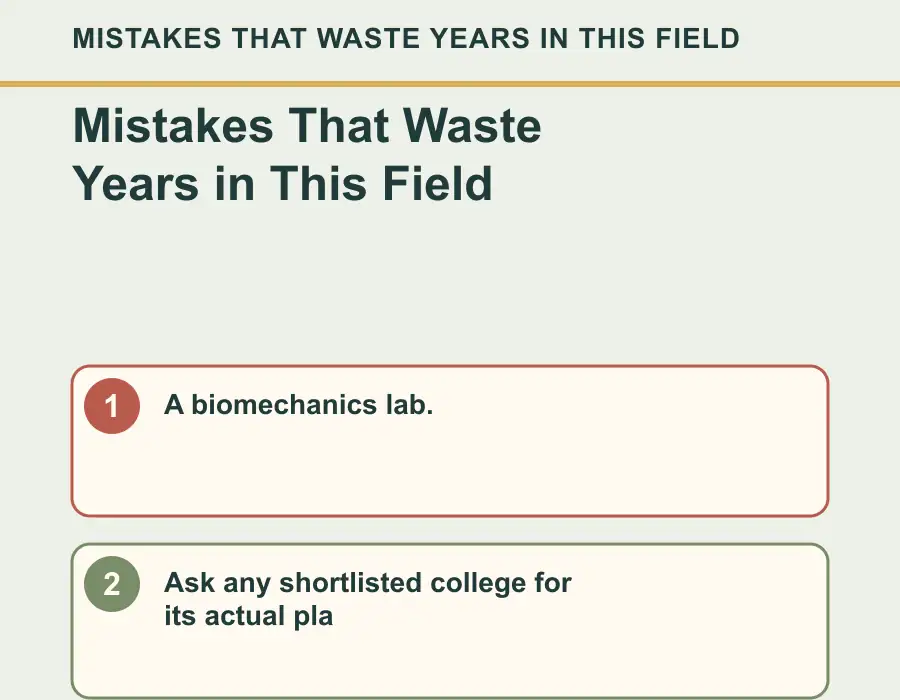 MISTAKES THAT WASTE YEARS IN THIS FIELD
Mistakes That Waste
Years in This Field
1
A biomechanics lab.
2
Ask any shortlisted college for
its actual pla